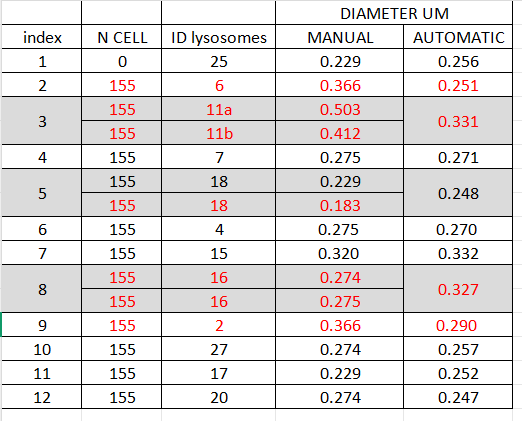 DIAMETER UM
index N CELL ID lysosomes MANUAL AUTOMATIC
1 0 25 0.229 0.256
2 155 6 0.366 0.251
3 155 11a 0.503 0.331
155 11b 0.412
4 155 7 0.275 0.271
5 155 18 0.229 0.248
155 18 0.183
6 155 4 0.275 0.270
7 155 15 0.320 0.332
8 155 16 0.274 0.327
155 16 0.275
9 155 2 0.366 0.290
10 155 27 0.274 0.257
11 155 17 0.229 0.252
12 155 20 0.274 0.247